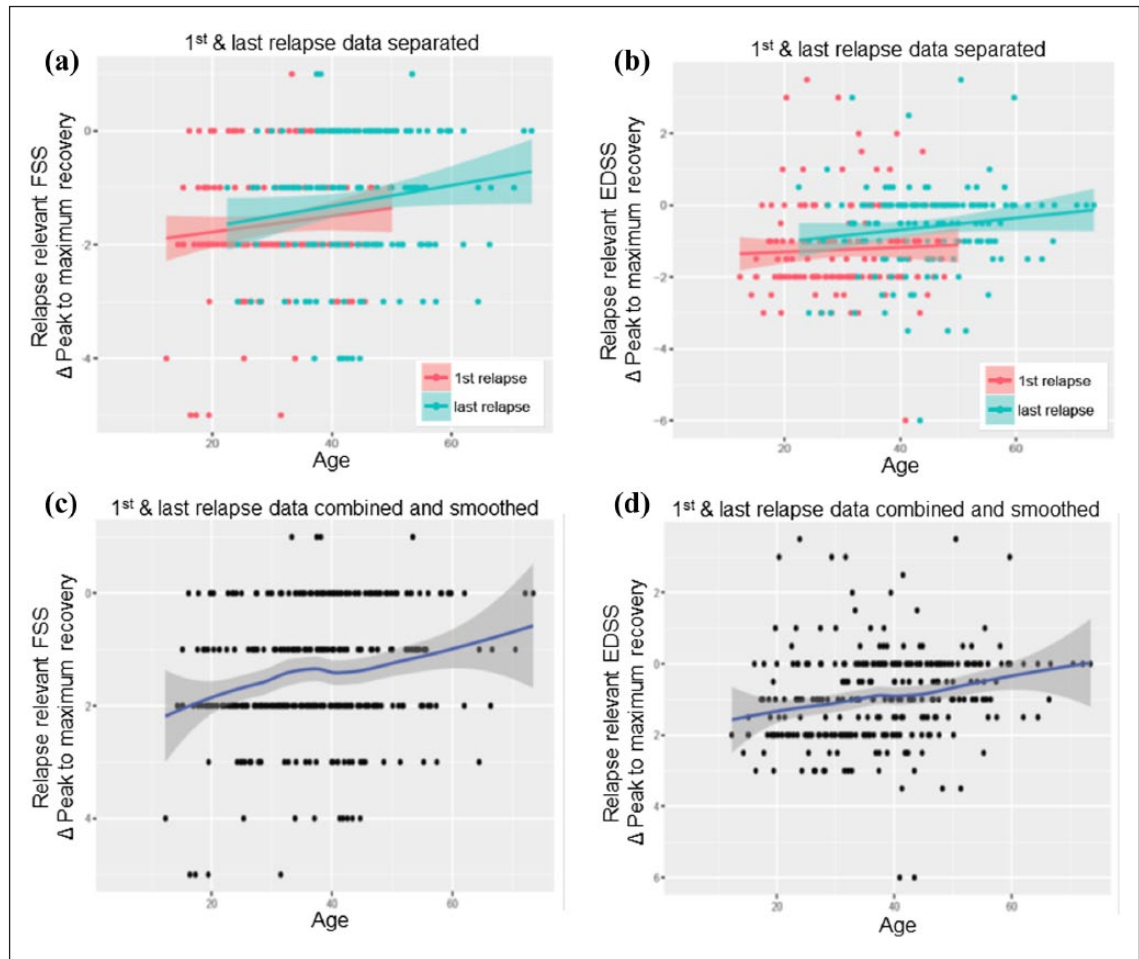 (a)
1st & last relapse data separated
Relapse relevant FSS
Δ Peak to maximum recovery
0
-2
-4
20
40
60
Age
1st relapse
last relapse
(b)
1st & last relapse data separated
Relapse relevant EDSS
Δ Peak to maximum recovery
2
0
-2
-4
-6
20
40
60
Age
1st relapse
last relapse
(c)
1st & last relapse data combined and smoothed
Relapse relevant FSS
Δ Peak to maximum recovery
0
2
4
20
40
60
Age
(d)
1st & last relapse data combined and smoothed
Relapse relevant EDSS
Δ Peak to maximum recovery
2
0
2
4
6
20
40
60
Age